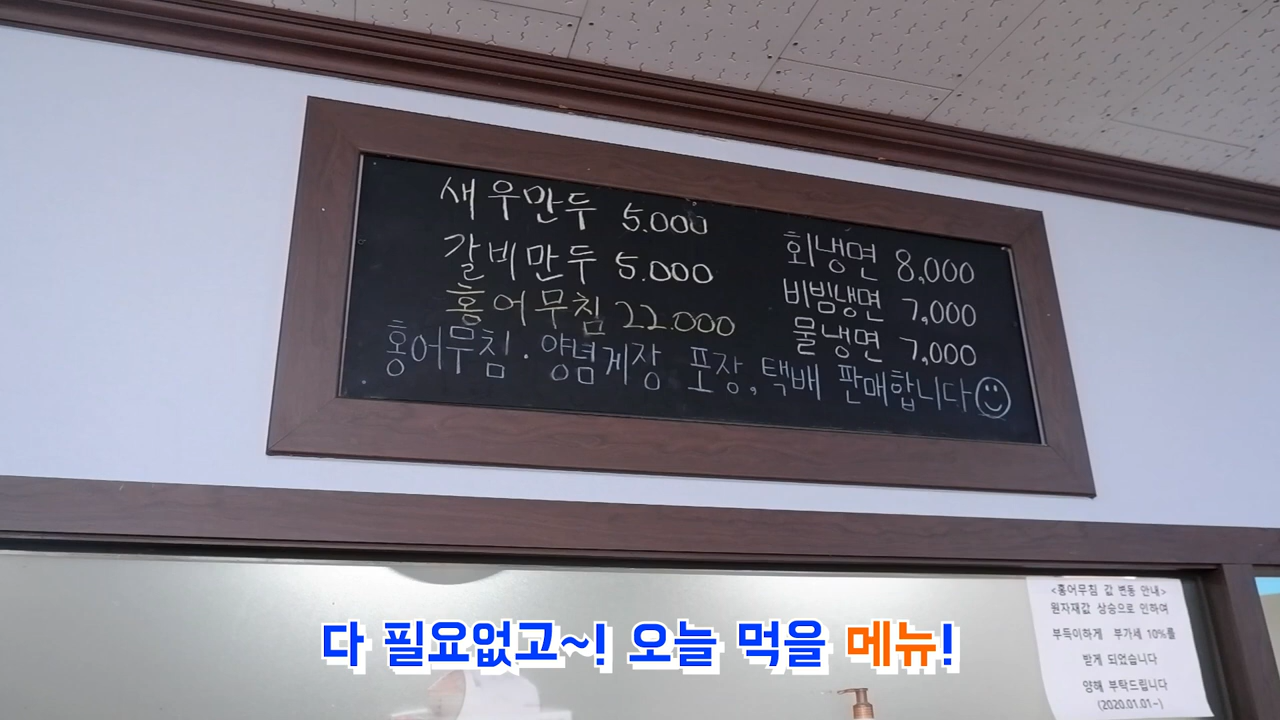 새우만두 5.000
갈비만두 5.000
홍어무침 22.000
회냉면 8,000
비빔냉면 7,000
물냉면 7,000
홍어무침·양념게장 포장, 택배 판매합니다
<홍어무침 값 변동 안내>
원자재값 상승으로 인하여
부득이하게 부가세 10%를
받게 되었습니다
양해 부탁드립니다
(2020.01.01~)
다 필요없고~! 오늘 먹을 메뉴!